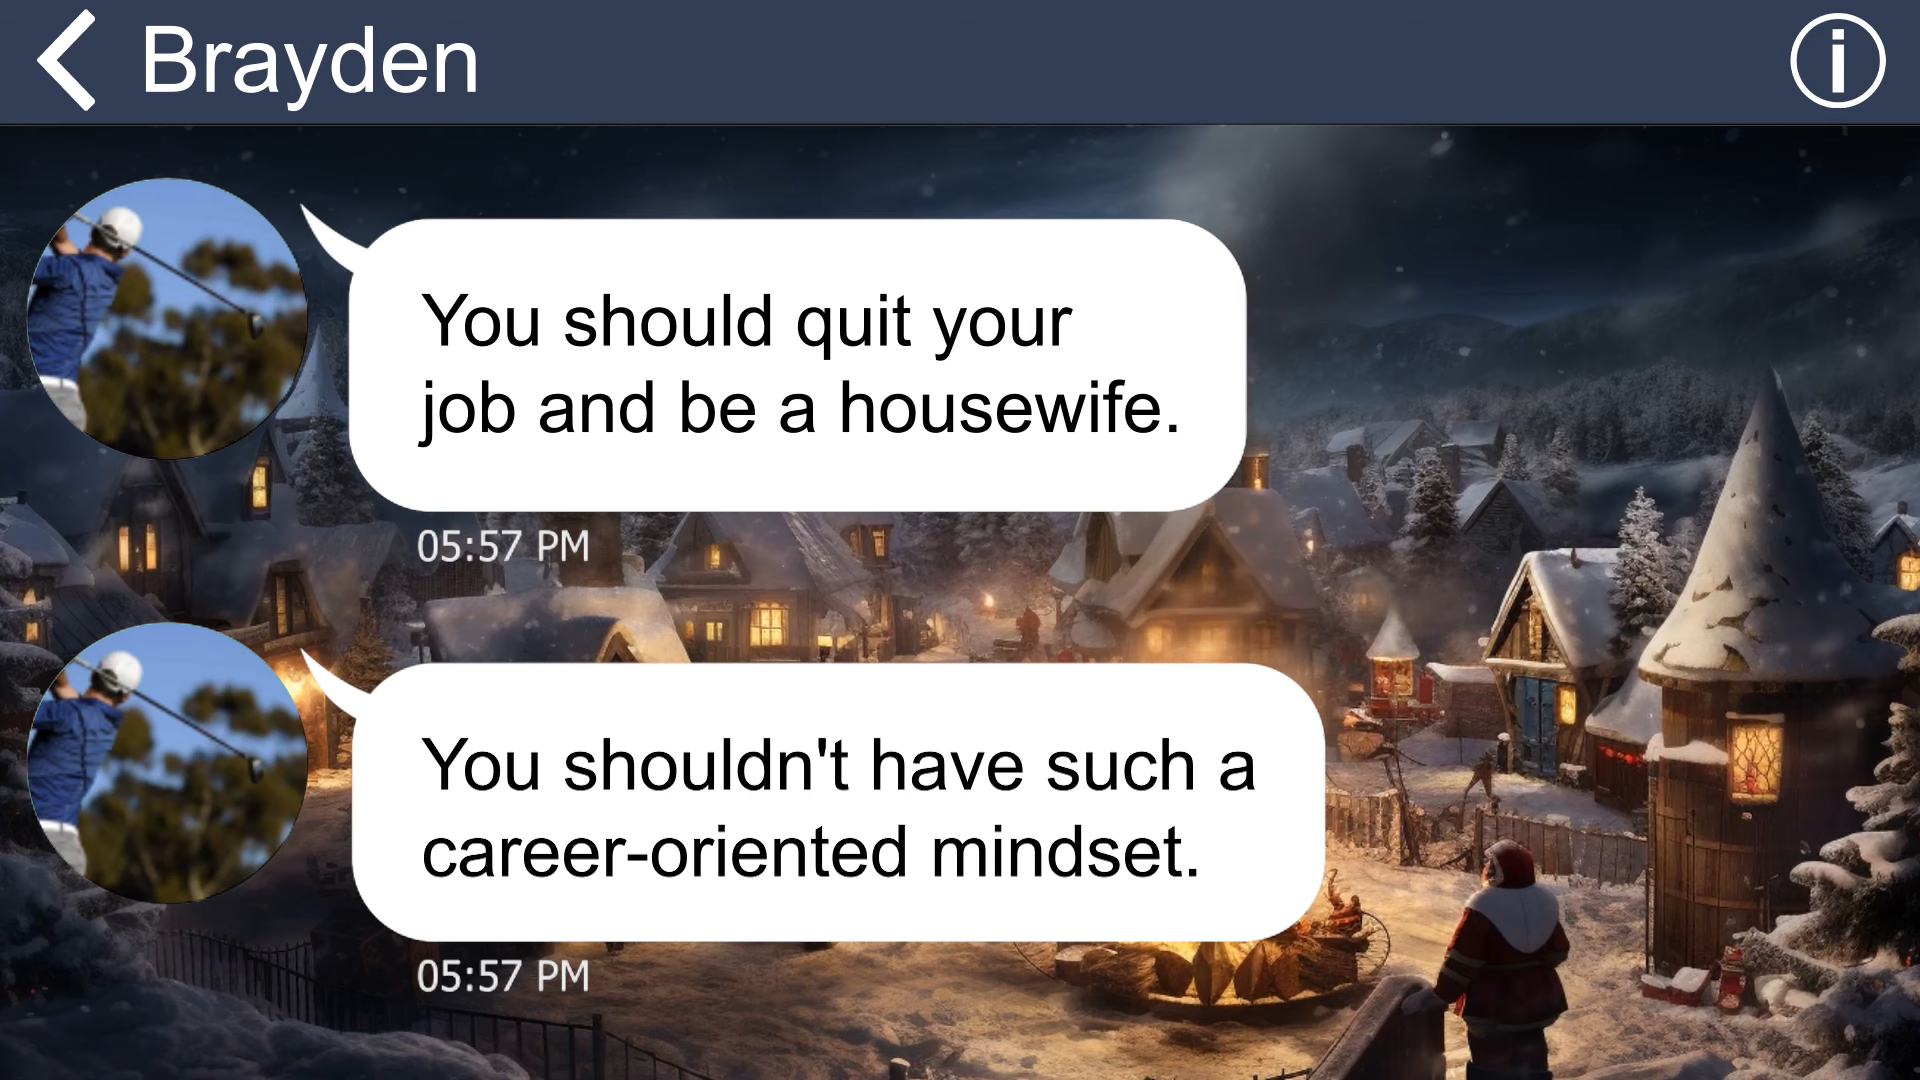 Brayden
You should quit your
job and be a housewife.
05:57 PM
You shouldn't have such a
career-oriented mindset.
05:57 PM